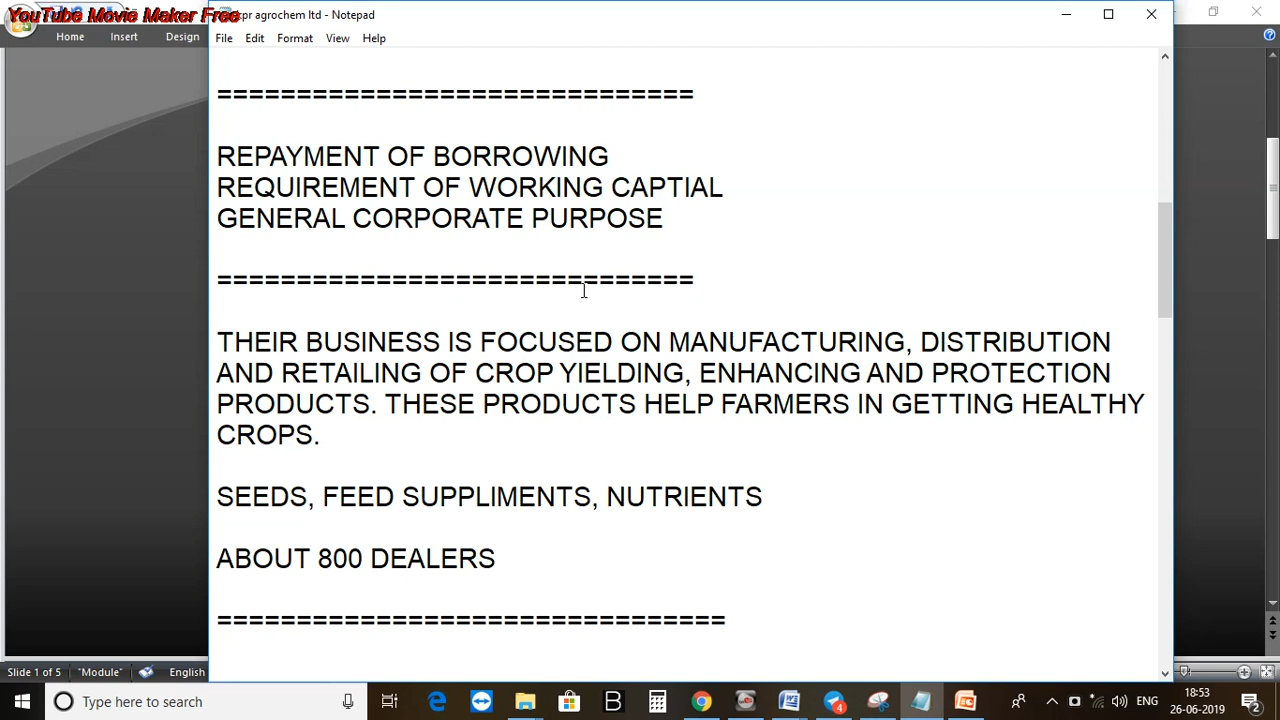 YouTube Movie Maker Free
kpr agrochem ltd - Notepad
Home Insert Design
File Edit Format View Help
==============================
REPAYMENT OF BORROWING
REQUIREMENT OF WORKING CAPTIAL
GENERAL CORPORATE PURPOSE
==============================
THEIR BUSINESS IS FOCUSED ON MANUFACTURING, DISTRIBUTION
AND RETAILING OF CROP YIELDING, ENHANCING AND PROTECTION
PRODUCTS. THESE PRODUCTS HELP FARMERS IN GETTING HEALTHY
CROPS.
SEEDS, FEED SUPPLIMENTS, NUTRIENTS
ABOUT 800 DEALERS
================================
Slide 1 of 5 "Module" English
Type here to search
4
B
ENG
18:53
26-06-2019
2